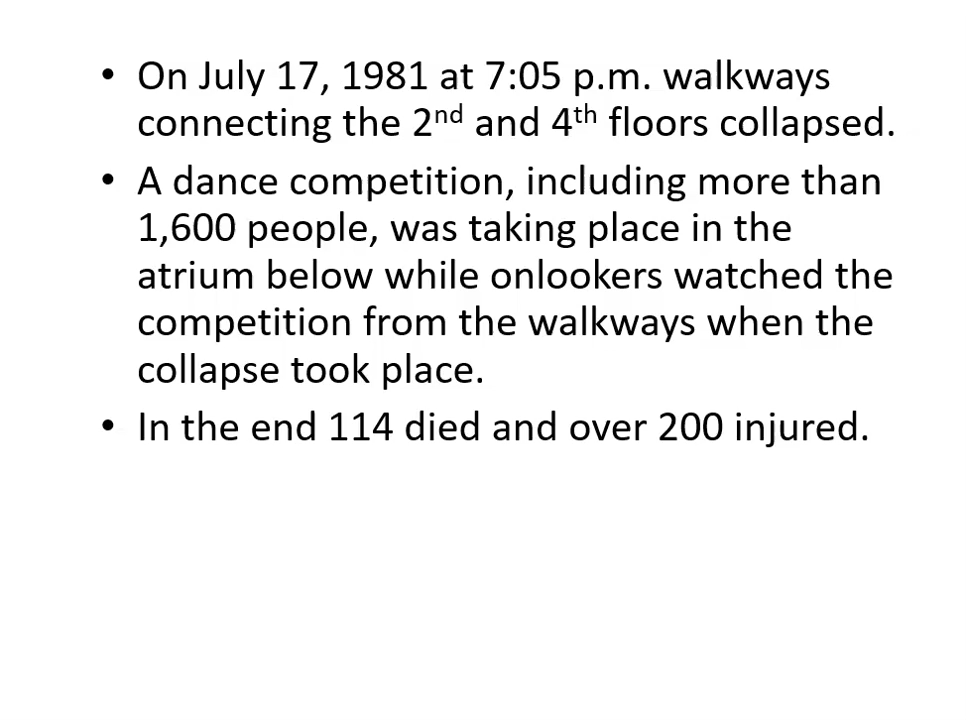 • On July 17, 1981 at 7:05 p.m. walkways
connecting the 2nd and 4th floors collapsed.
• A dance competition, including more than
1,600 people, was taking place in the
atrium below while onlookers watched the
competition from the walkways when the
collapse took place.
• In the end 114 died and over 200 injured.